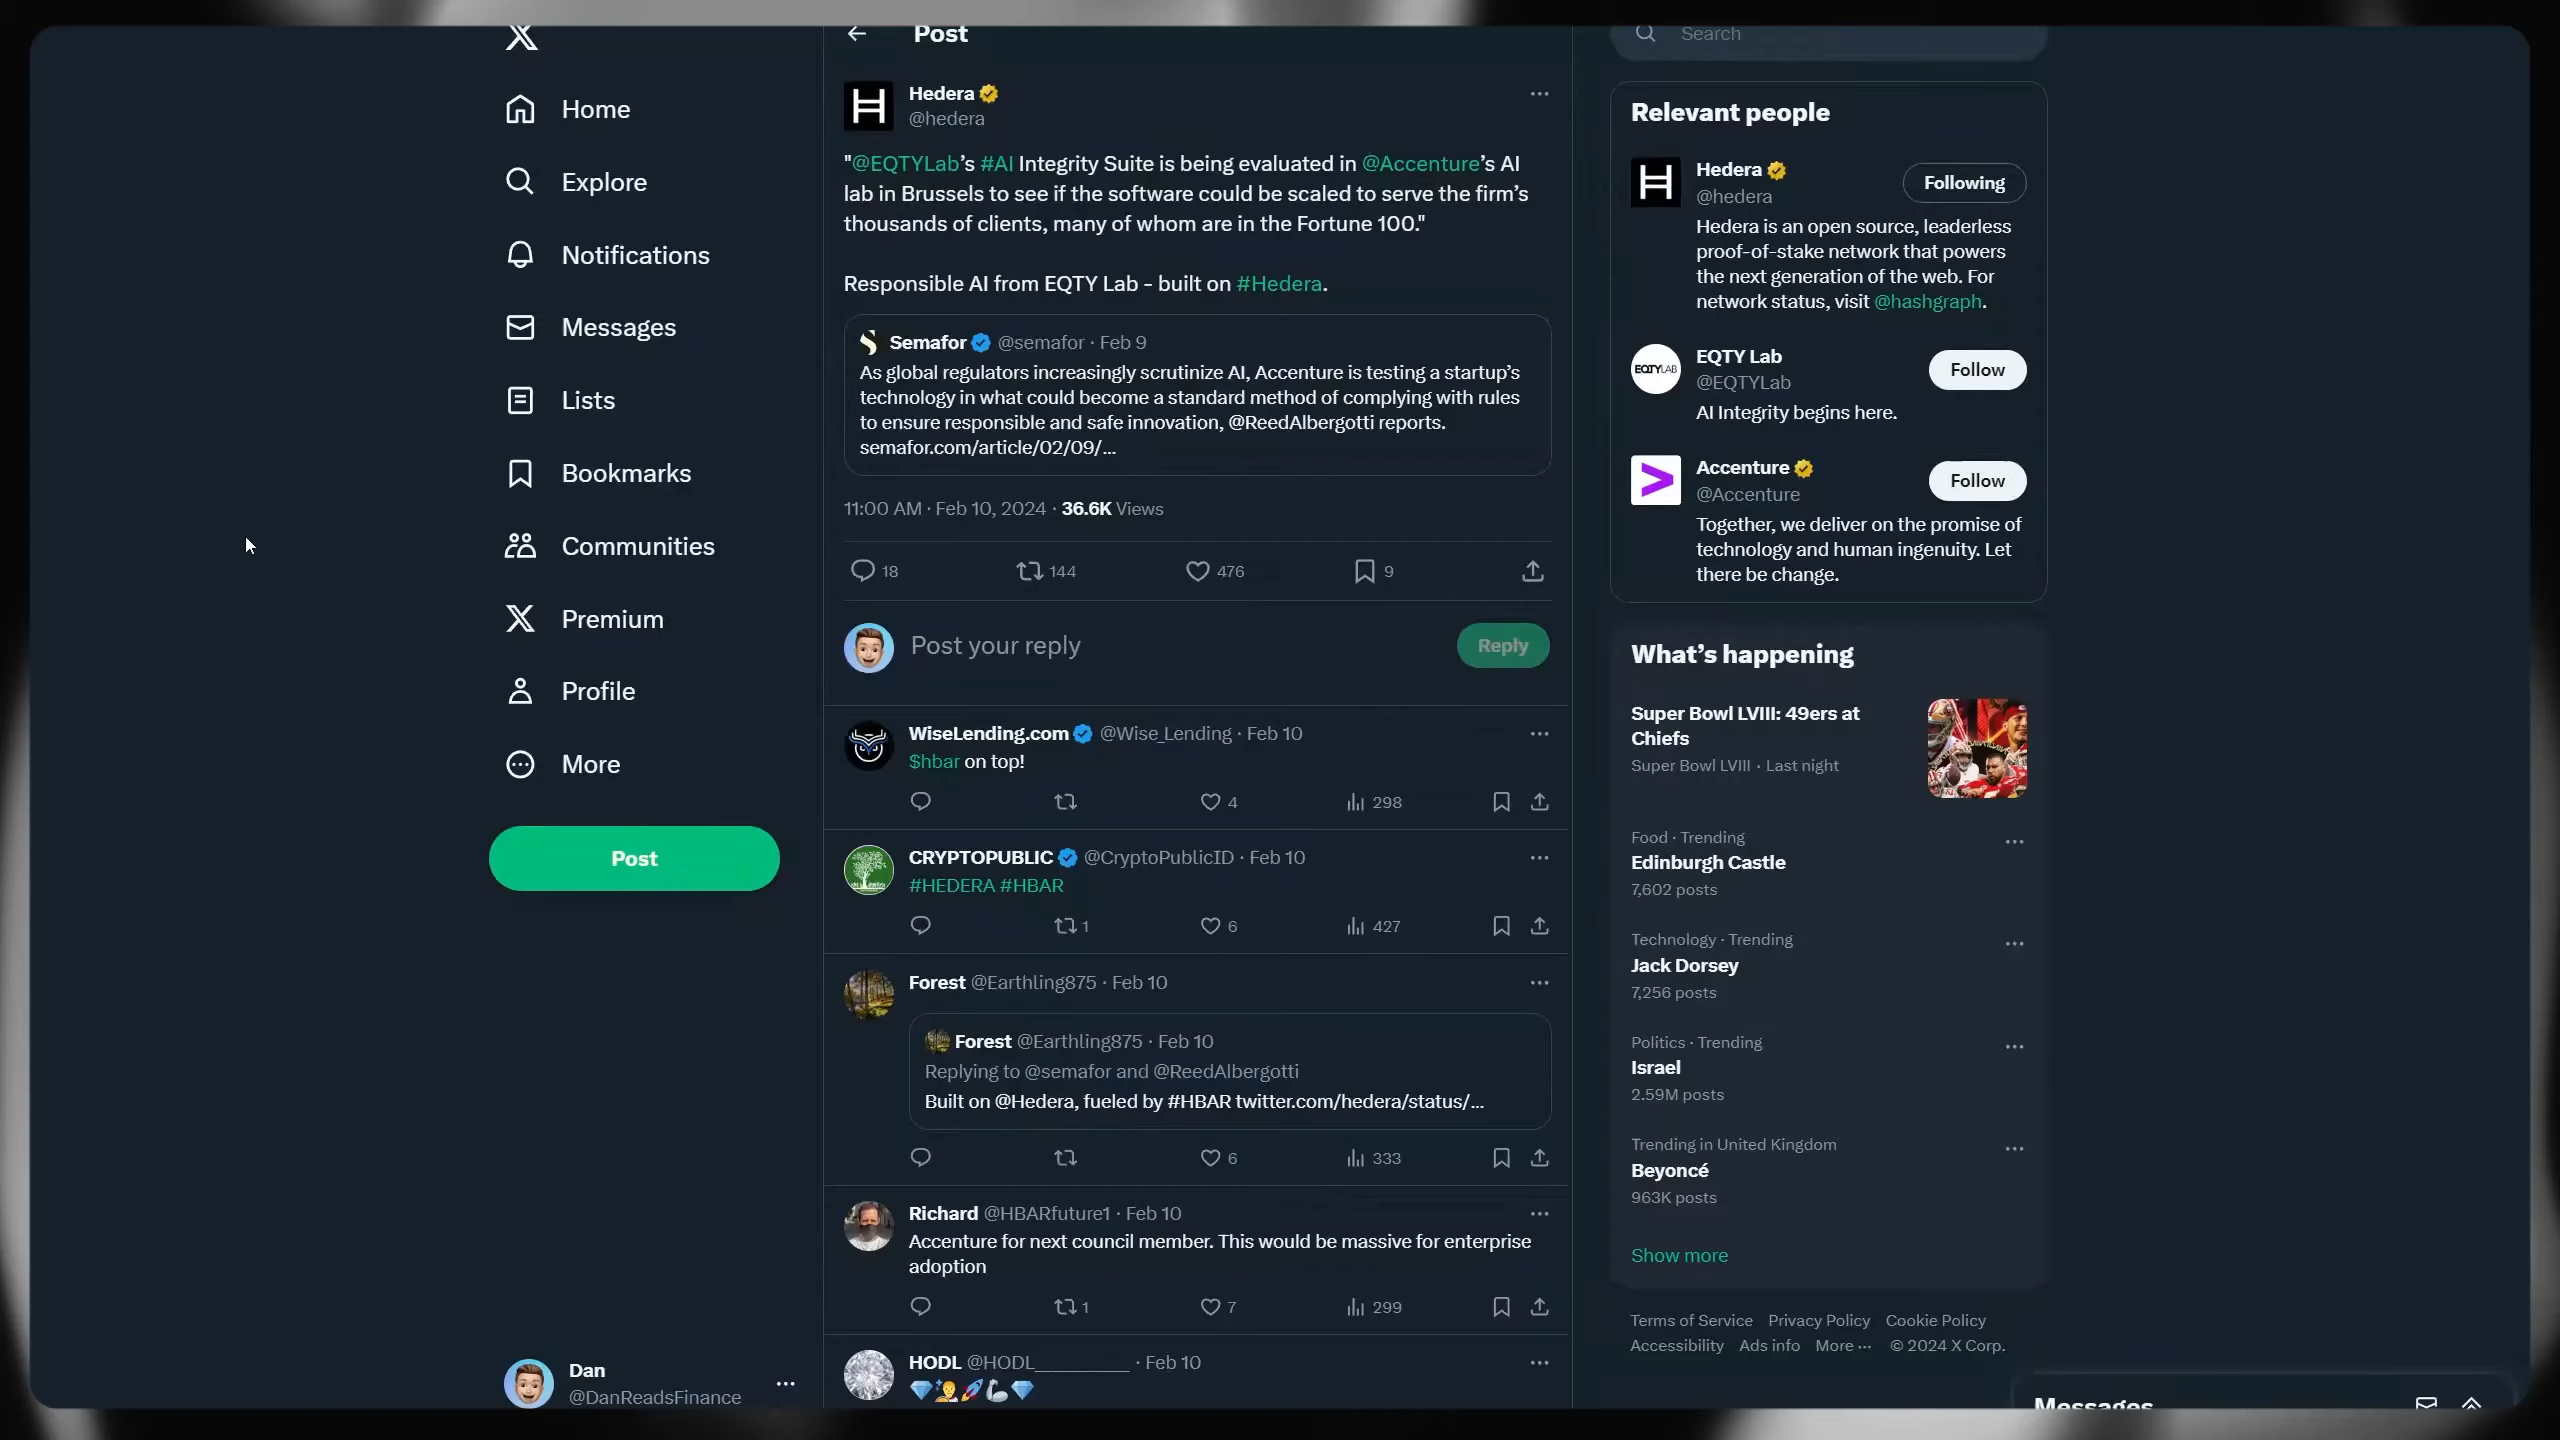 Home
Explore
Notifications
Messages
Lists
Bookmarks
Communities
Premium
Profile
More
Post
Dan
@DanReadsFinance
Post
Hedera
@hedera
"@EQTYLab’s #AI Integrity Suite is being evaluated in @Accenture’s AI
lab in Brussels to see if the software could be scaled to serve the firm’s
thousands of clients, many of whom are in the Fortune 100."
Responsible AI from EQTY Lab - built on #Hedera.
Semafor @semafor · Feb 9
As global regulators increasingly scrutinize AI, Accenture is testing a startup’s
technology in what could become a standard method of complying with rules
to ensure responsible and safe innovation, @ReedAlbergotti reports.
semafor.com/article/02/09/…
11:00 AM · Feb 10, 2024 · 36.6K Views
18 144 476 9
Post your reply
Reply
WiseLending.com @Wise_Lending · Feb 10
$hbar on top!
4 298
CRYPTOPUBLIC @CryptoPublicID · Feb 10
#HEDERA #HBAR
1 6 427
Forest @Earthling875 · Feb 10
Forest @Earthling875 · Feb 10
Replying to @semafor and @ReedAlbergotti
Built on @Hedera, fueled by #HBAR twitter.com/hedera/status/…
6 333
Richard @HBARfuture1 · Feb 10
Accenture for next council member. This would be massive for enterprise
adoption
1 7 299
HODL @HODL__________ · Feb 10
💎🧑‍🚀🚀💪💎
Search
Relevant people
Hedera
@hedera
Following
Hedera is an open source, leaderless
proof-of-stake network that powers
the next generation of the web. For
network status, visit @hashgraph.
EQTYLAB
EQTY Lab
@EQTYLab
Follow
AI Integrity begins here.
Accenture
@Accenture
Follow
Together, we deliver on the promise of
technology and human ingenuity. Let
there be change.
What’s happening
Super Bowl LVIII: 49ers at
Chiefs
Super Bowl LVIII · Last night
Food · Trending
Edinburgh Castle
7,602 posts
Technology · Trending
Jack Dorsey
7,256 posts
Politics · Trending
Israel
2.59M posts
Trending in United Kingdom
Beyoncé
963K posts
Show more
Terms of Service Privacy Policy Cookie Policy
Accessibility Ads info More ··· © 2024 X Corp.
Messages